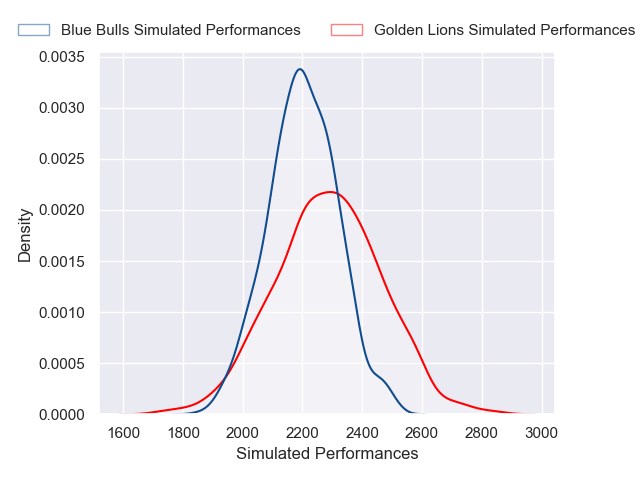 Blue Bulls Simulated Performances
Golden Lions Simulated Performances
0.0035
0.0030
0.0025
0.0020
0.0015
0.0010
0.0005
0.0000
Density
1600 1800 2000 2200 2400 2600 2800 3000
Simulated Performances